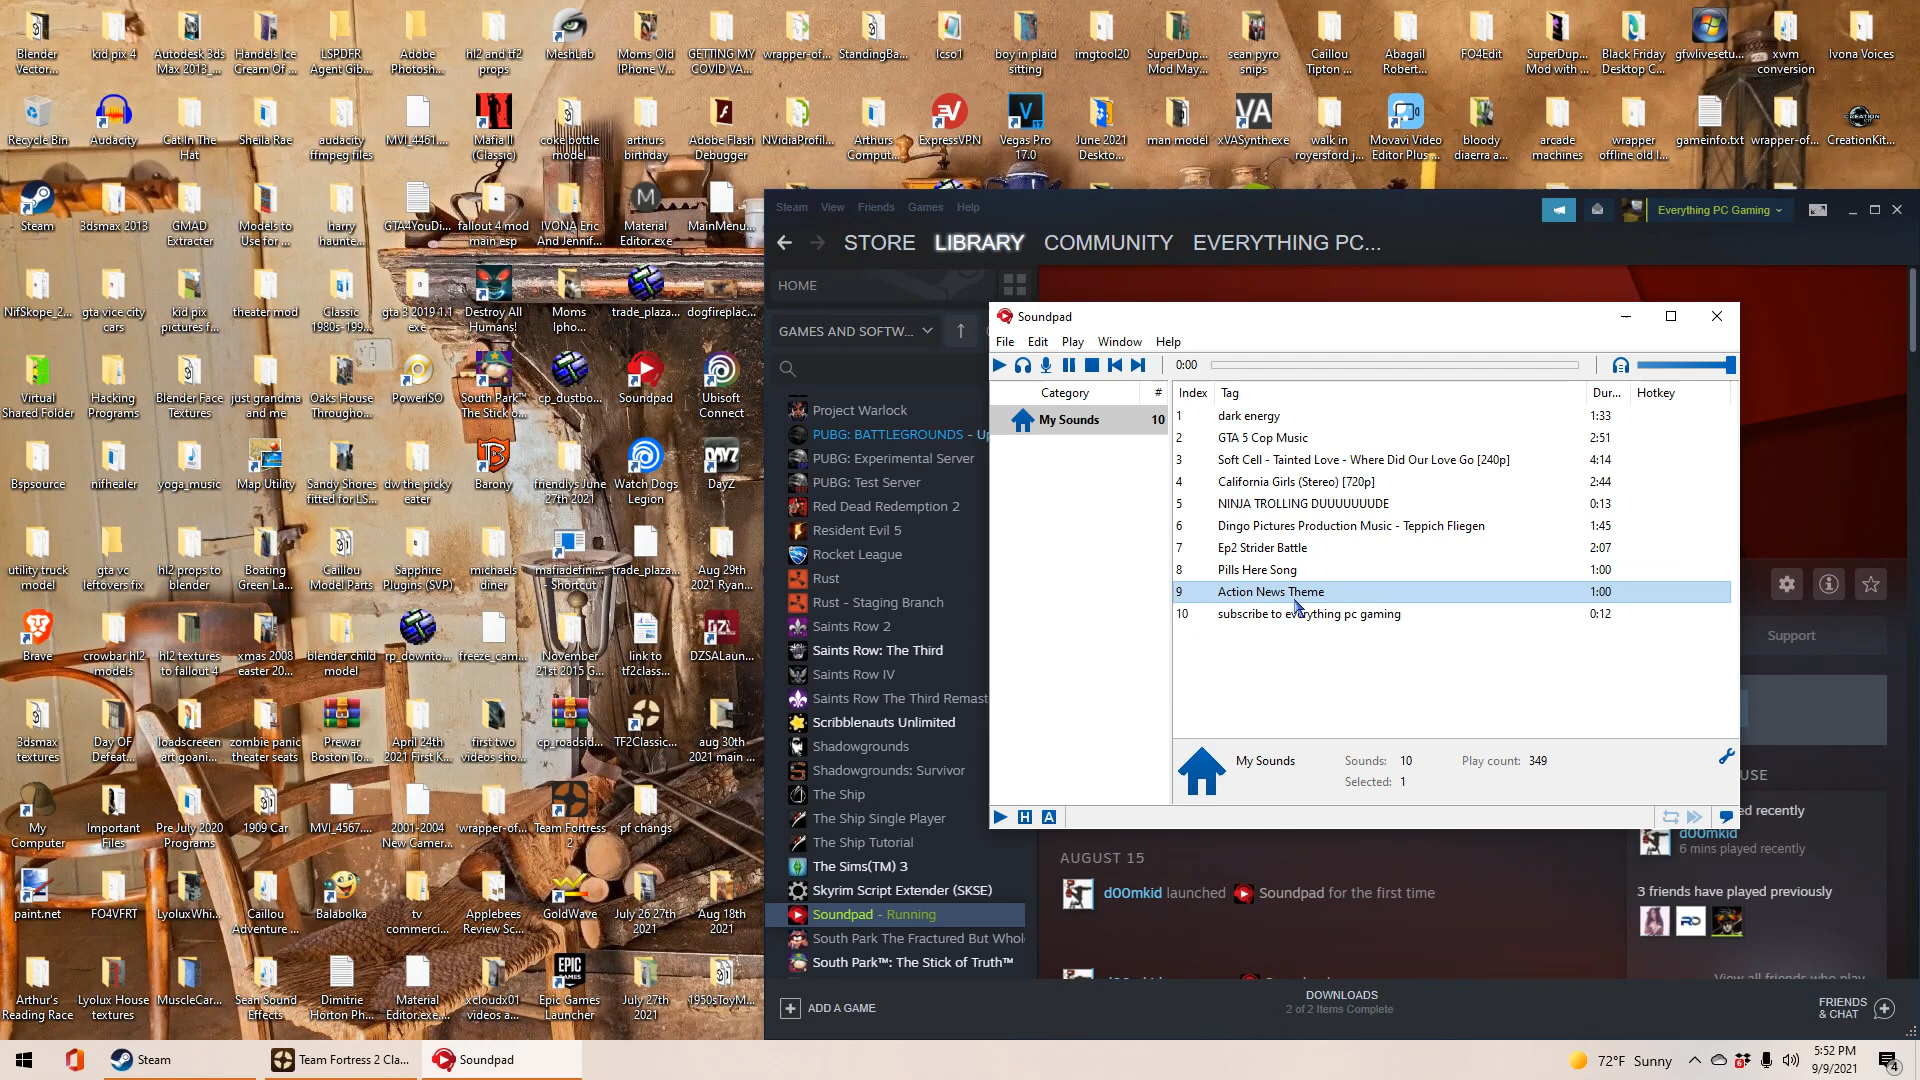 Blender Vector...
kid pix 4
Autodesk 3ds Max 2013_...
Handels Ice Cream Of ...
LSPDFR Agent Gib...
Adobe Photosh...
hl2 and tf2 props
MeshLab
Moms Old IPhone V...
GETTING MY COVID VA...
wrapper-of...
StandingBa...
lcso1
boy in plaid sitting
imgtool20
SuperDup... Mod May...
sean pyro snips
Caillou Tipton ...
Abagail Robert...
FO4Edit
SuperDup... Mod with ...
Black Friday Desktop C...
gfwlivesetu...
xwm conversion
Ivona Voices
Recycle Bin
Audacity
Cat In The Hat
Sheila Rae
audacity ffmpeg files
MVI_4461....
Mafia II (Classic)
coke bottle model
arthurs birthday
Adobe Flash Debugger
NVidiaProfil...
Arthurs Comput...
ExpressVPN
Vegas Pro 17.0
June 2021 Deskto...
man model
xVASynth.exe
walk in royersford j...
Movavi Video Editor Plus ...
bloody diaerra a...
arcade machines
wrapper offline old l...
gameinfo.txt
wrapper-of...
CreationKit...
Steam
3dsmax 2013
GMAD Extracter
Models to Use for ...
harry haunte...
GTA4YouDi...
fallout 4 mod main.esp
IVONA Eric And Jennif...
Material Editor.exe
MainMenu...
NifSkope_2...
gta vice city cars
kid pix pictures f...
theater mod
Classic 1980s-199...
gta 3 2019 1.1 exe
Destroy All Humans!
Moms Ipho...
trade_plaza...
dogfireplac...
Virtual Shared Folder
Hacking Programs
Blender Face Textures
just grandma and me
Oaks House Througho...
PowerISO
South Park™ The Stick o...
cp_dustbo...
Soundpad
Ubisoft Connect
Bspsource
nifhealer
yoga_music
Map Utility
Sandy Shores fitted for LS...
dw the picky eater
Barony
friendlys June 27th 2021
Watch Dogs Legion
DayZ
utility truck model
gta vc leftovers fix
hl2 props to blender
Boating Green La...
Caillou Model Parts
Sapphire Plugins (SVP)
michaels diner
mafiadefini... - Shortcut
trade_plaza...
Aug 29th 2021 Ryan...
Brave
crowbar hl2 models
hl2 textures to fallout 4
xmas 2008 easter 20...
blender child model
rp_downto...
freeze_cam...
November 21st 2015 G...
link to tf2class...
DZSALaun...
3dsmax textures
Day OF Defeat...
loadscreeen art goani...
zombie panic theater seats
Prewar Boston To...
April 24th 2021 First K...
first two videos sho...
cp_roadsid...
TF2Classic...
aug 30th 2021 main ...
My Computer
Important Files
Pre July 2020 Programs
1909 Car
MVI_4567....
2001-2004 New Camer...
wrapper-of...
Team Fortress 2
pf changs
paint.net
FO4VFRT
LyoluxWhi...
Caillou Adventure ...
Balabolka
tv commerci...
Applebees Review Sc...
GoldWave
July 26 27th 2021
Aug 18th 2021
Arthur's Reading Race
Lyolux House textures
MuscleCar...
Sean Sound Effects
Dimitrie Horton Ph...
Material Editor.exe...
xcloudx01 videos a...
Epic Games Launcher
July 27th 2021
1950sToyM...
Steam View Friends Games Help
Everything PC Gaming
STORE LIBRARY COMMUNITY EVERYTHING PC...
HOME
GAMES AND SOFTW...
Project Warlock
PUBG: BATTLEGROUNDS - Up
PUBG: Experimental Server
PUBG: Test Server
Red Dead Redemption 2
Resident Evil 5
Rocket League
Rust
Rust - Staging Branch
Saints Row 2
Saints Row: The Third
Saints Row IV
Saints Row The Third Remast
Scribblenauts Unlimited
Shadowgrounds
Shadowgrounds: Survivor
The Ship
The Ship Single Player
The Ship Tutorial
The Sims(TM) 3
Skyrim Script Extender (SKSE)
Soundpad - Running
South Park The Fractured But Whol
South Park™: The Stick of Truth™
ADD A GAME
Soundpad
File Edit Play Window Help
0:00
Category #
My Sounds 10
Index Tag Dur... Hotkey
1 dark energy 1:33
2 GTA 5 Cop Music 2:51
3 Soft Cell - Tainted Love - Where Did Our Love Go [240p] 4:14
4 California Girls (Stereo) [720p] 2:44
5 NINJA TROLLING DUUUUUUUDE 0:13
6 Dingo Pictures Production Music - Teppich Fliegen 1:45
7 Ep2 Strider Battle 2:07
8 Pills Here Song 1:00
9 Action News Theme 1:00
10 subscribe to everything pc gaming 0:12
My Sounds Sounds: 10 Play count: 349
Selected: 1
H A
Support
USE
ed recently
d00mkid
6 mins played recently
3 friends have played previously
View all friends who play
AUGUST 15
d00mkid launched Soundpad for the first time
DOWNLOADS
2 of 2 Items Complete
FRIENDS & CHAT
Steam
Team Fortress 2 Cla...
Soundpad
72°F Sunny
5:52 PM
9/9/2021
4